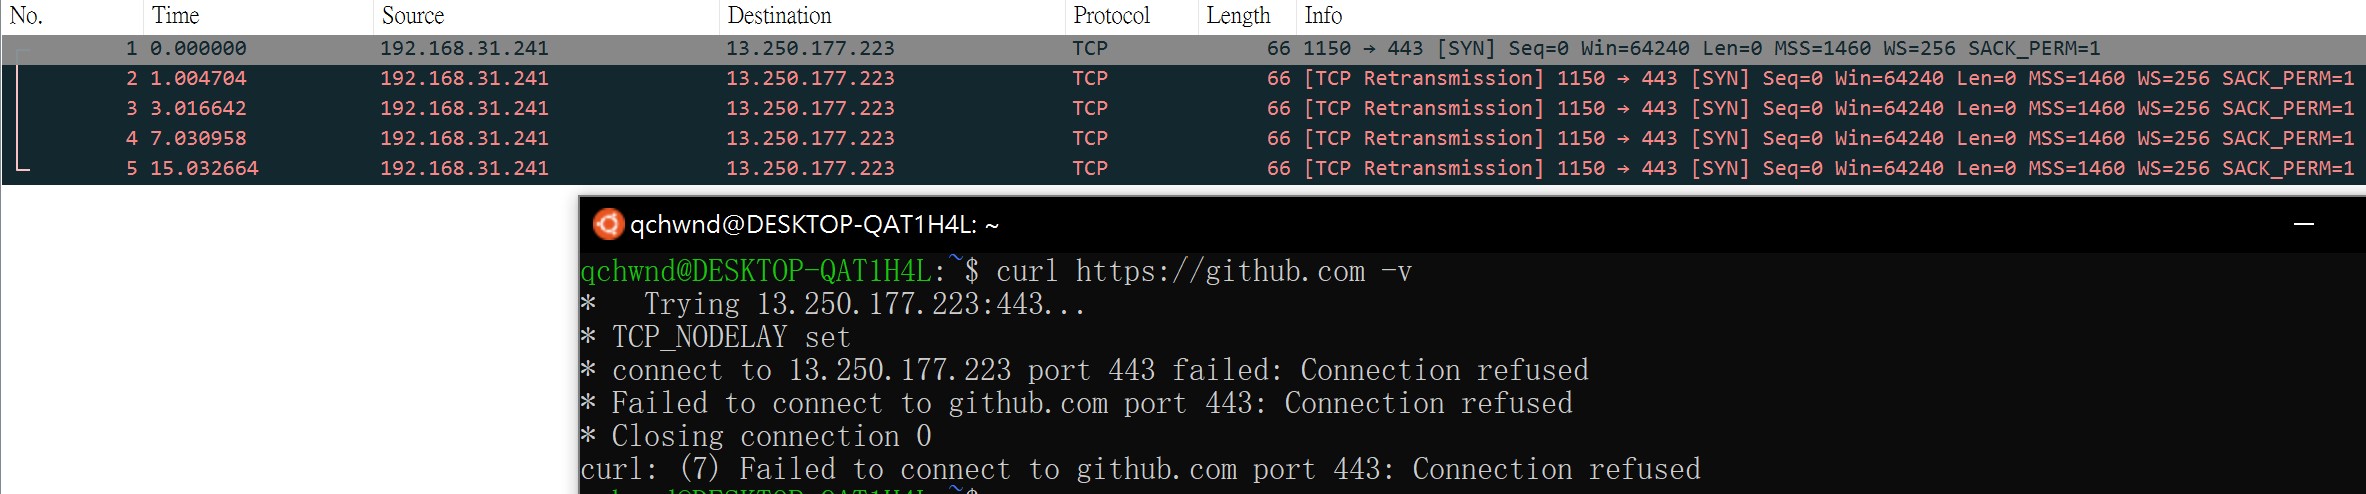 No. Time Source Destination Protocol Length Info
1 0.000000 192.168.31.241 13.250.177.223 TCP 66 1150 → 443 [SYN] Seq=0 Win=64240 Len=0 MSS=1460 WS=256 SACK_PERM=1
2 1.004704 192.168.31.241 13.250.177.223 TCP 66 [TCP Retransmission] 1150 → 443 [SYN] Seq=0 Win=64240 Len=0 MSS=1460 WS=256 SACK_PERM=1
3 3.016642 192.168.31.241 13.250.177.223 TCP 66 [TCP Retransmission] 1150 → 443 [SYN] Seq=0 Win=64240 Len=0 MSS=1460 WS=256 SACK_PERM=1
4 7.030958 192.168.31.241 13.250.177.223 TCP 66 [TCP Retransmission] 1150 → 443 [SYN] Seq=0 Win=64240 Len=0 MSS=1460 WS=256 SACK_PERM=1
5 15.032664 192.168.31.241 13.250.177.223 TCP 66 [TCP Retransmission] 1150 → 443 [SYN] Seq=0 Win=64240 Len=0 MSS=1460 WS=256 SACK_PERM=1
qchwnd@DESKTOP-QAT1H4L: ~
qchwnd@DESKTOP-QAT1H4L:~$ curl https://github.com -v
*   Trying 13.250.177.223:443...
* TCP_NODELAY set
* connect to 13.250.177.223 port 443 failed: Connection refused
* Failed to connect to github.com port 443: Connection refused
* Closing connection 0
curl: (7) Failed to connect to github.com port 443: Connection refused